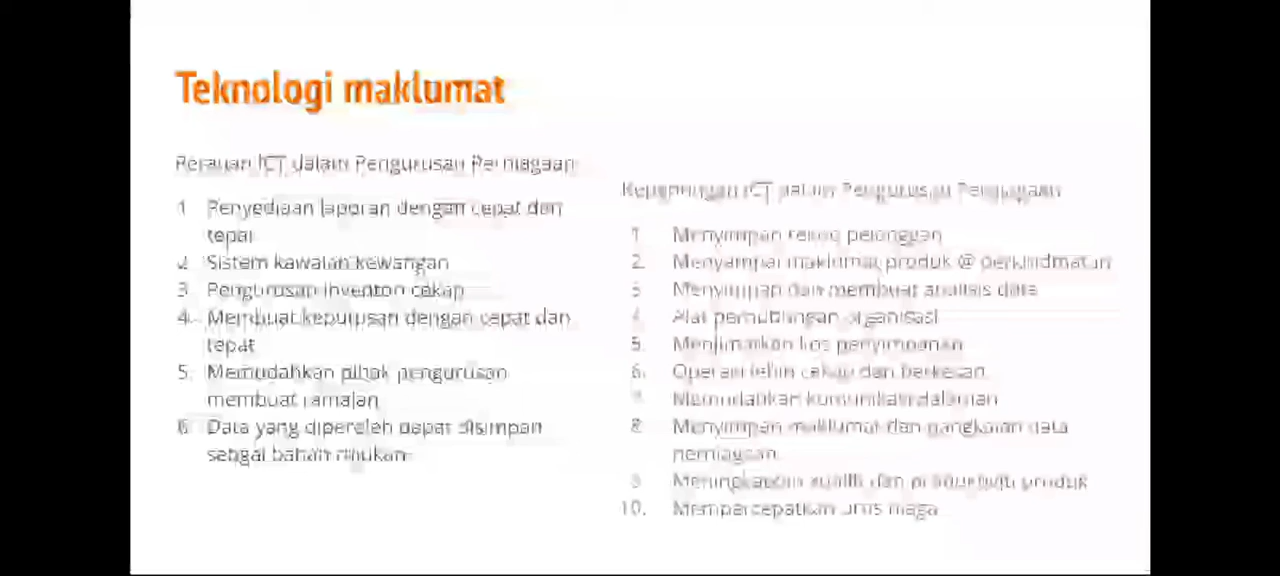 Teknologi maklumat
Peranan ICT dalam Pengurusan Perniagaan
1 Penyediaan laporan dengan cepat dan
tepat
2 Sistem kawalan kewangan
3 Pengurusan inventori cekap
4. Membuat keputusan dengan cepat dan
tepat
5. Memudahkan pihak pengurusan
membuat ramalan
6 Data yang diperoleh dapat disimpan
sebgai bahan rujukan
Kepentingan ICT dalam Pengurusan Perniagaan
1. Menyimpan rekod pelanggan
2. Menyampai maklumat produk @ perkhidmatan
3 Menyimpan dan membuat analisis data
4 Alat perhubungan organisasi
5. Menjimatkan kos penyimpanan
6. Operasi lebih cekap dan berkesan
7 Memudahkan komunikasi dalaman
8 Menyimpan maklumat dan pangkalan data
perniagaan
9 Meningkatkan kualiti dan produktiviti produk
10. Mempercepatkan urus niaga